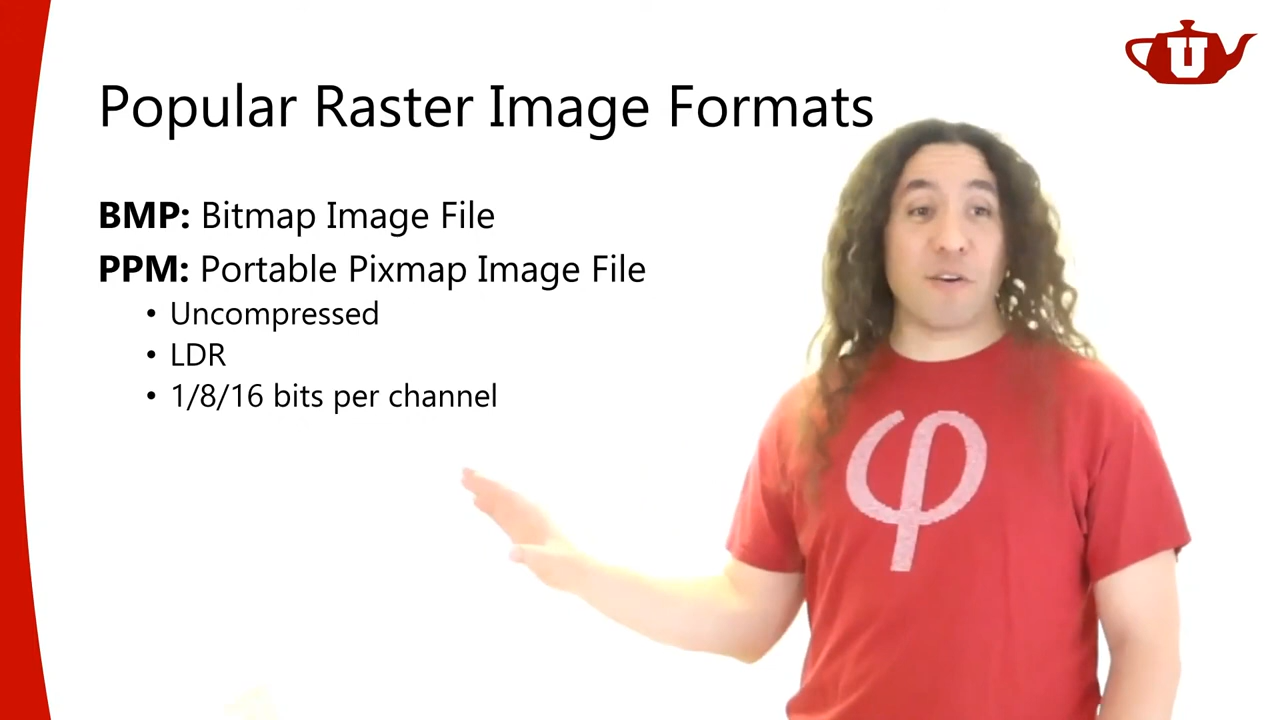 U
Popular Raster Image Formats
BMP: Bitmap Image File
PPM: Portable Pixmap Image File
• Uncompressed
• LDR
• 1/8/16 bits per channel
φ